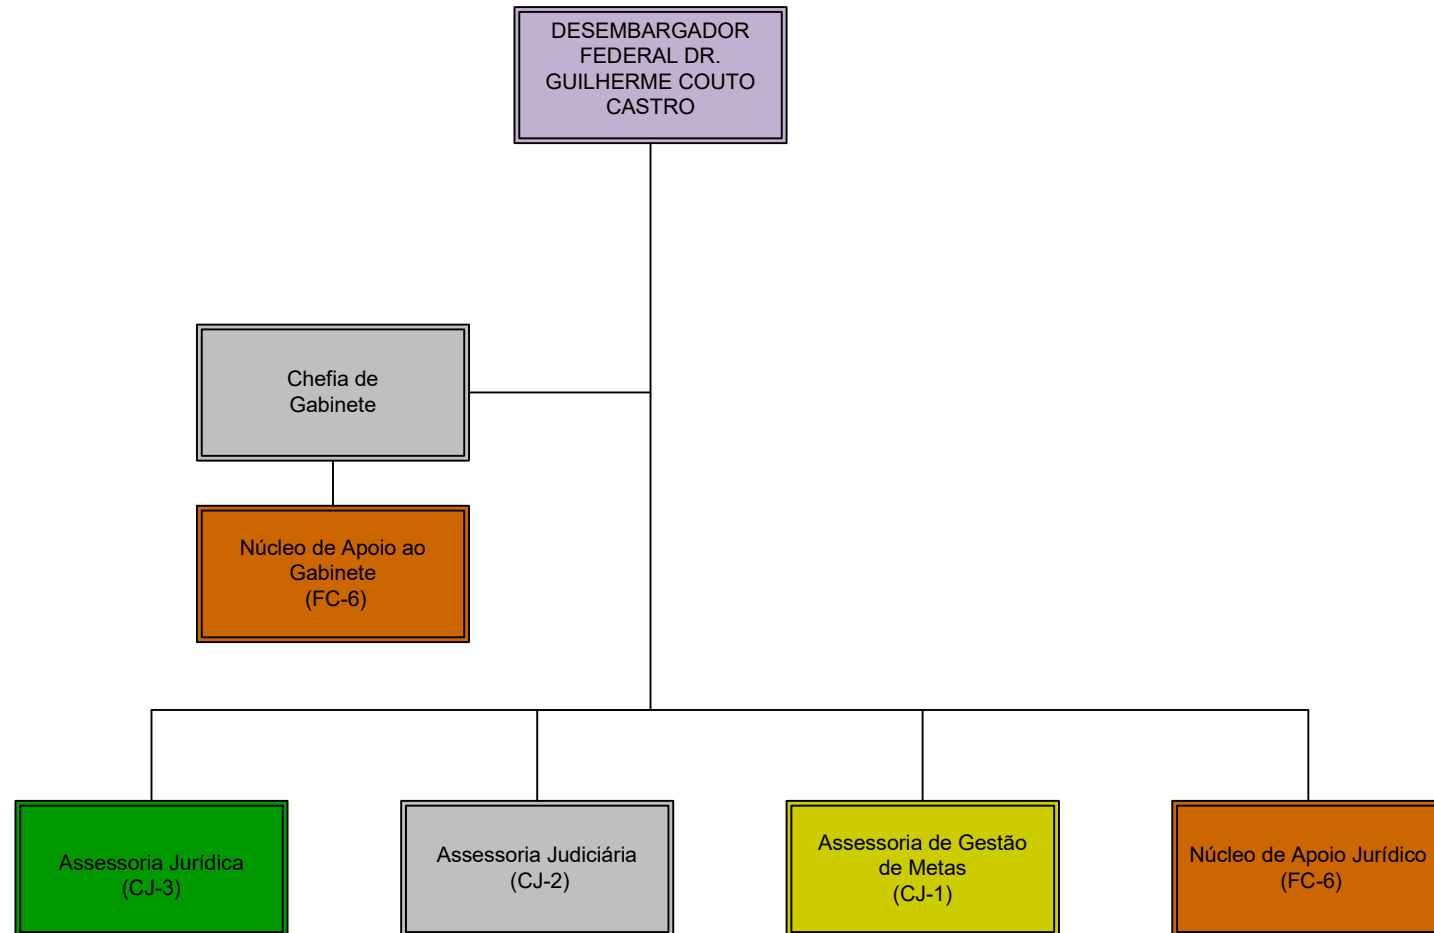 DESEMBARGADOR
FEDERAL DR.
GUILHERME COUTO
CASTRO
Chefia de
Gabinete
Núcleo de Apoio ao
Gabinete
(FC-6)
Assessoria Jurídica
(CJ-3)
Assessoria Judiciária
(CJ-2)
Assessoria de Gestão
de Metas
(CJ-1)
Núcleo de Apoio Jurídico
(FC-6)